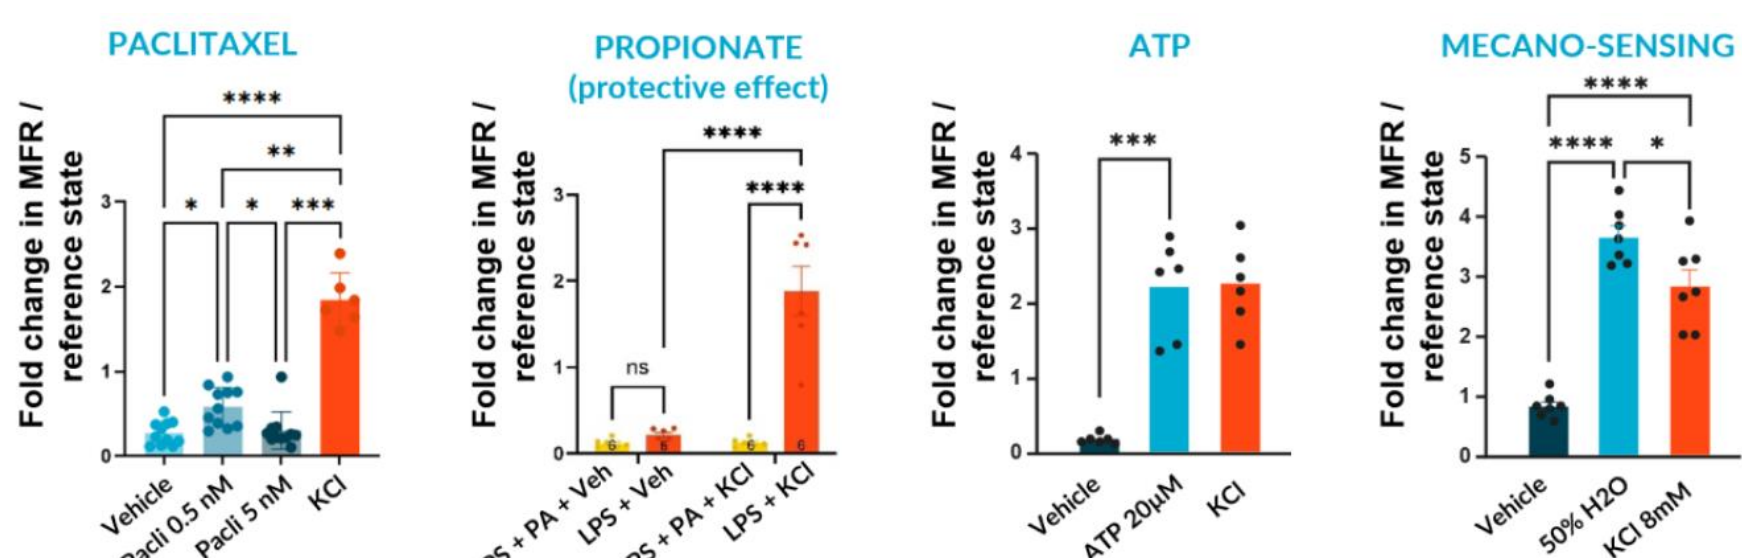 PACLITAXEL
Fold change in MFR /
reference state
****
**
*
*
***
3
2
1
0
Vehicle
Pacli 0.5 nM
Pacli 5 nM
KCl
PROPIONATE
(protective effect)
Fold change in MFR /
reference state
****
****
ns
3
2
1
0
6
6
6
6
PS + PA + Veh
LPS + Veh
PS + PA + KCl
LPS + KCl
ATP
Fold change in MFR /
reference state
***
4
3
2
1
0
Vehicle
ATP 20µM
KCl
MECANO-SENSING
Fold change in MFR /
reference state
****
****
*
5
4
3
2
1
0
Vehicle
50% H2O
KCl 8mM